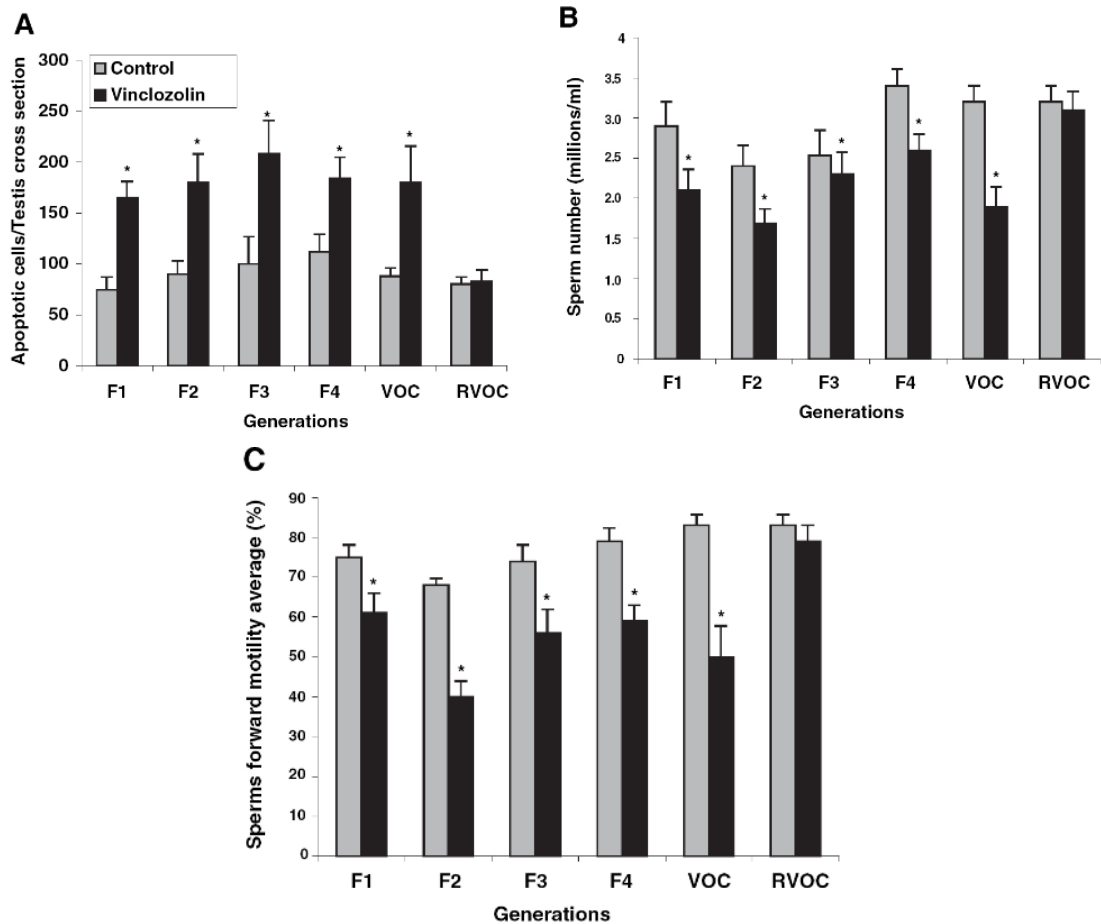 A
Apoptotic cells/Testis cross section
300
250
200
150
100
50
0
Control
Vinclozolin
*
*
*
*
*
F1 F2 F3 F4 VOC RVOC
Generations
B
Sperm number (millions/ml)
4
3.5
3.0
2.5
2.0
1.5
1.0
0.5
0
*
*
*
*
*
F1 F2 F3 F4 VOC RVOC
Generations
C
Sperms forward motility average (%)
90
80
70
60
50
40
30
20
10
0
*
*
*
*
*
F1 F2 F3 F4 VOC RVOC
Generations